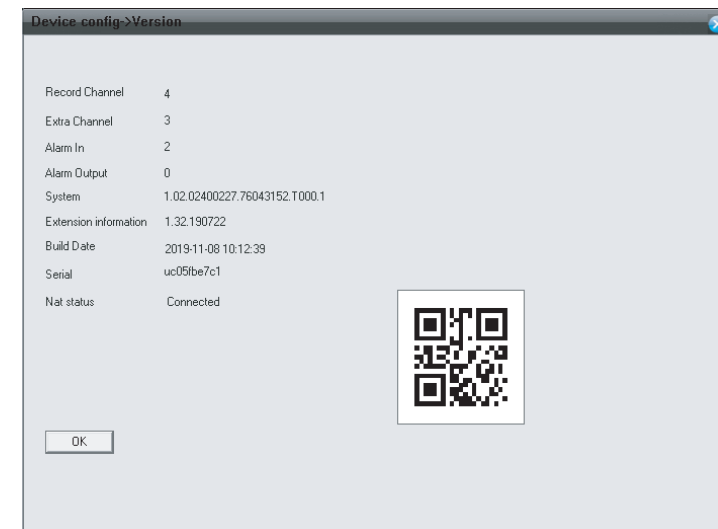 Device config->Version
Record Channel 4
Extra Channel 3
Alarm In 2
Alarm Output 0
System 1.02.02400227.76043152.T000.1
Extension information 1.32.190722
Build Date 2019-11-08 10:12:39
Serial uc05fbe7c1
Nat status Connected
OK